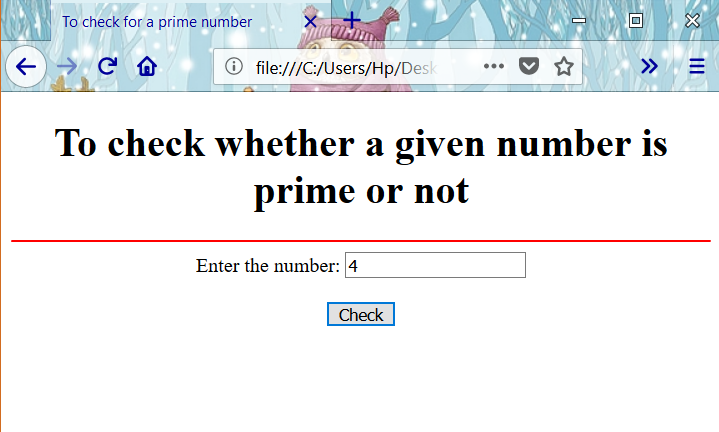 To check for a prime number
file:///C:/Users/Hp/Desk
To check whether a given number is
prime or not
Enter the number: 4
Check